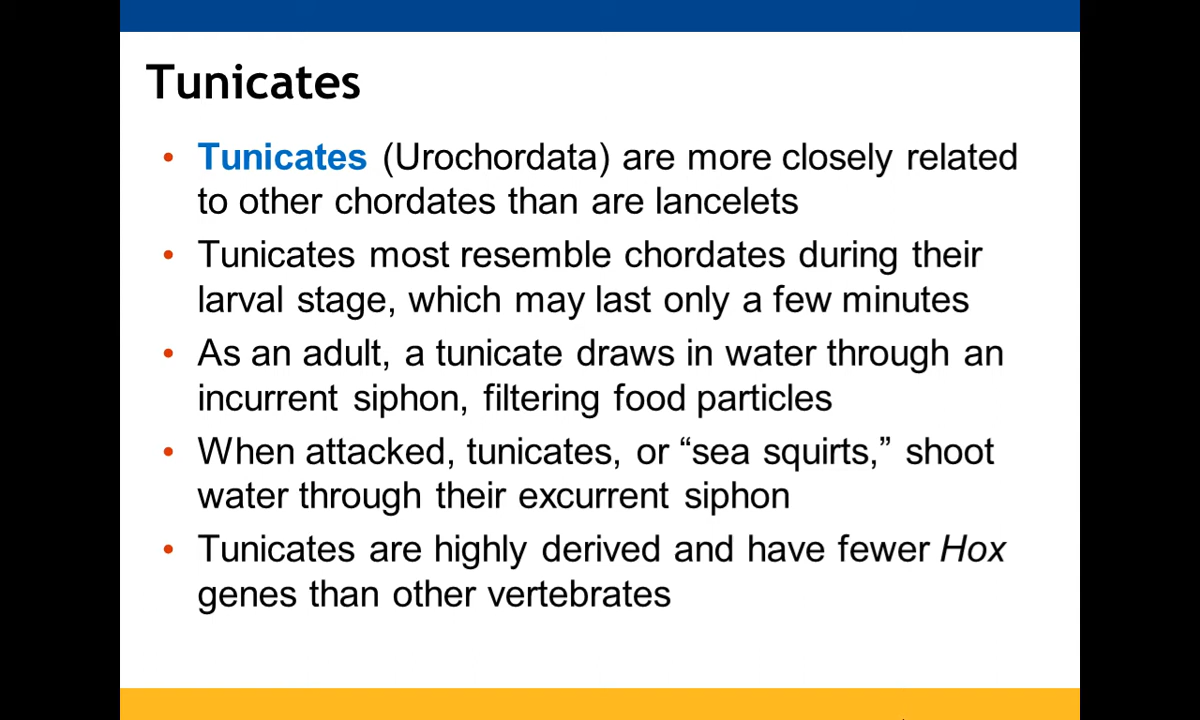 Tunicates
• Tunicates (Urochordata) are more closely related
to other chordates than are lancelets
• Tunicates most resemble chordates during their
larval stage, which may last only a few minutes
• As an adult, a tunicate draws in water through an
incurrent siphon, filtering food particles
• When attacked, tunicates, or “sea squirts,” shoot
water through their excurrent siphon
• Tunicates are highly derived and have fewer Hox
genes than other vertebrates